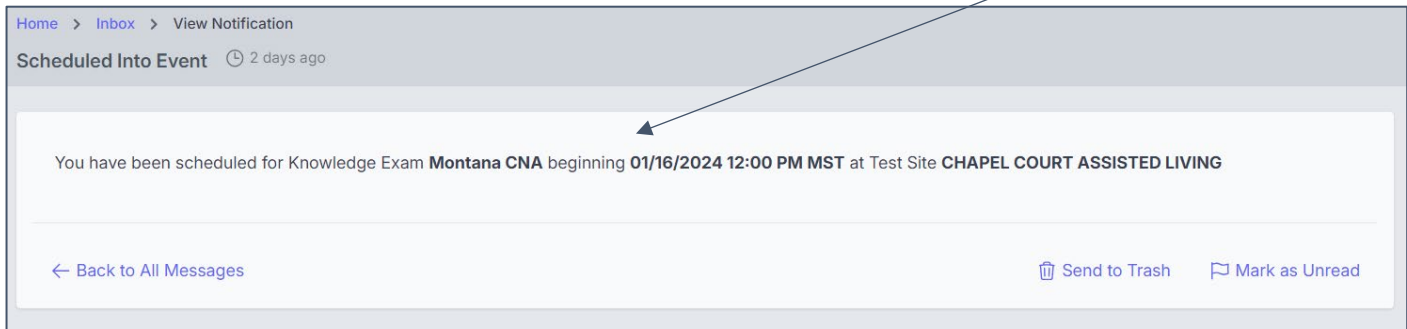 Home > Inbox > View Notification
Scheduled Into Event 2 days ago
You have been scheduled for Knowledge Exam Montana CNA beginning 01/16/2024 12:00 PM MST at Test Site CHAPEL COURT ASSISTED LIVING
← Back to All Messages Send to Trash Mark as Unread